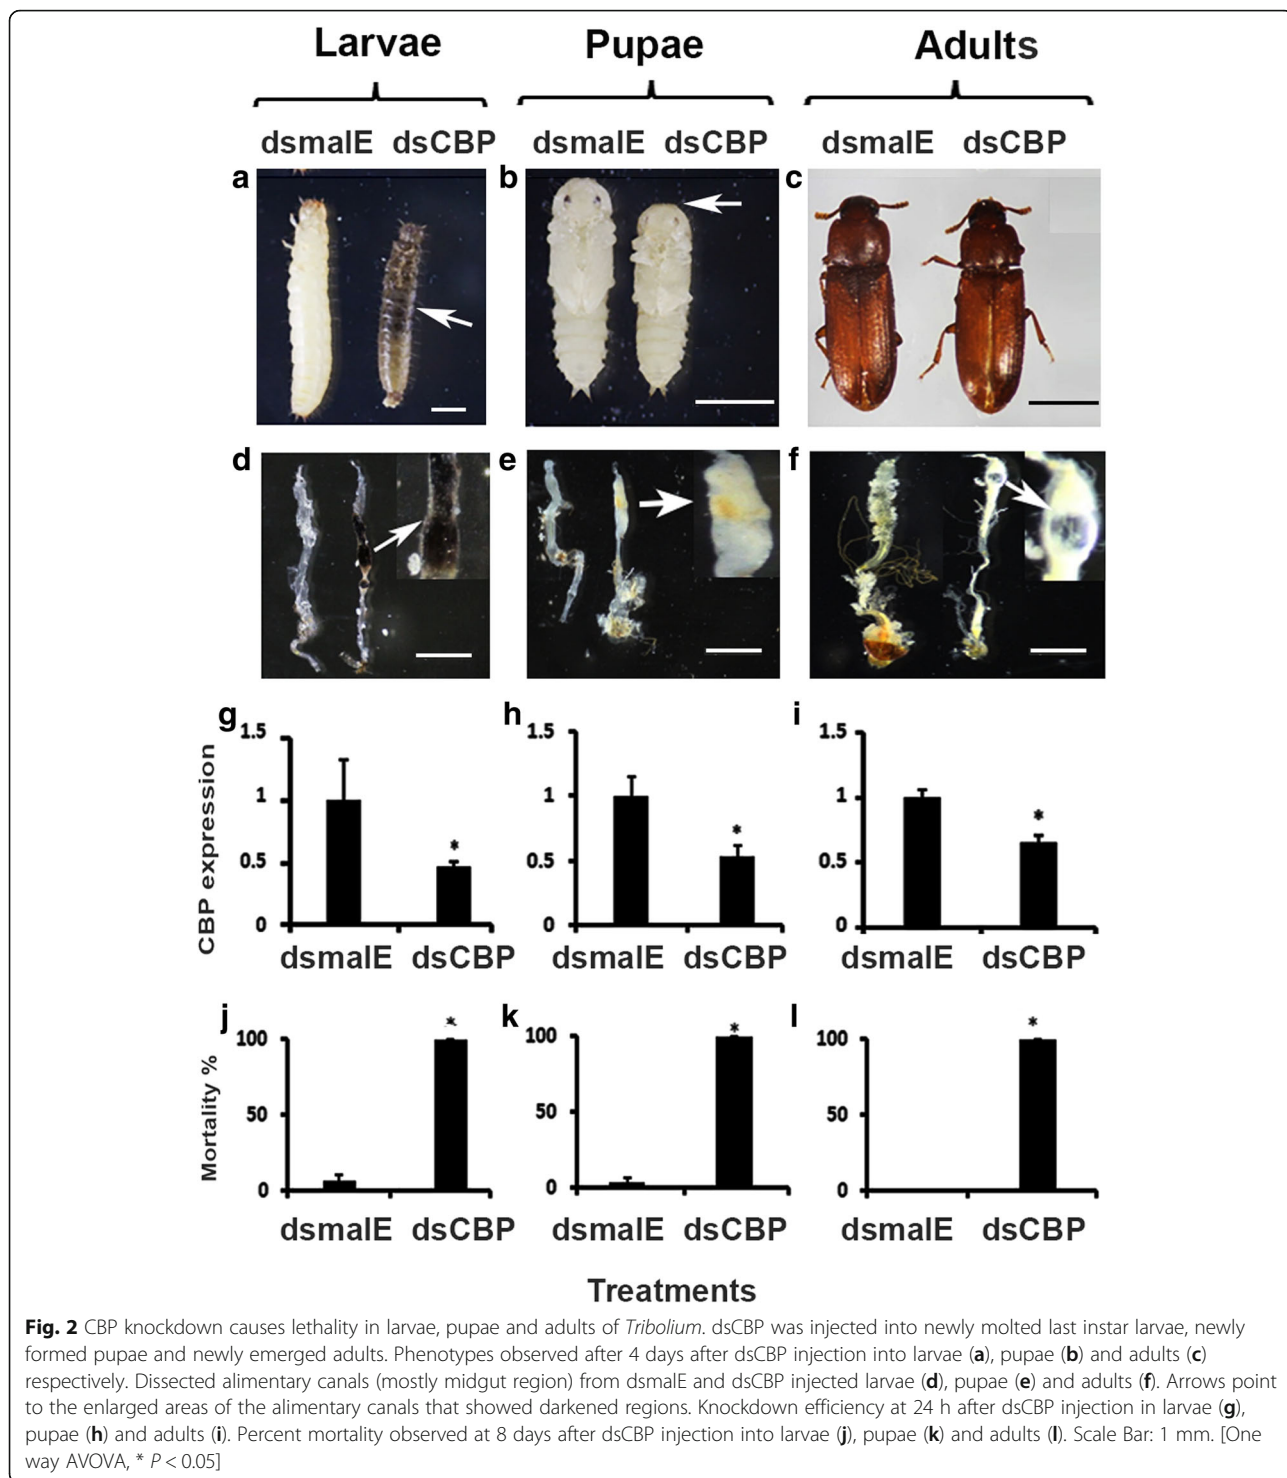 Larvae Pupae Adults
dsmalE dsCBP dsmalE dsCBP dsmalE dsCBP
a b c
d e f
g h i
1.5 1.5 1.5
1 1 1
* * *
0.5 0.5 0.5
0 0 0
CBP expression
dsmalE dsCBP dsmalE dsCBP dsmalE dsCBP
j k l
* * *
100 100 100
50 50 50
0 0 0
Mortality %
dsmalE dsCBP dsmalE dsCBP dsmalE dsCBP
Treatments
Fig. 2 CBP knockdown causes lethality in larvae, pupae and adults of Tribolium. dsCBP was injected into newly molted last instar larvae, newly
formed pupae and newly emerged adults. Phenotypes observed after 4 days after dsCBP injection into larvae (a), pupae (b) and adults (c)
respectively. Dissected alimentary canals (mostly midgut region) from dsmalE and dsCBP injected larvae (d), pupae (e) and adults (f). Arrows point
to the enlarged areas of the alimentary canals that showed darkened regions. Knockdown efficiency at 24 h after dsCBP injection in larvae (g),
pupae (h) and adults (i). Percent mortality observed at 8 days after dsCBP injection into larvae (j), pupae (k) and adults (l). Scale Bar: 1 mm. [One
way AVOVA, * P < 0.05]